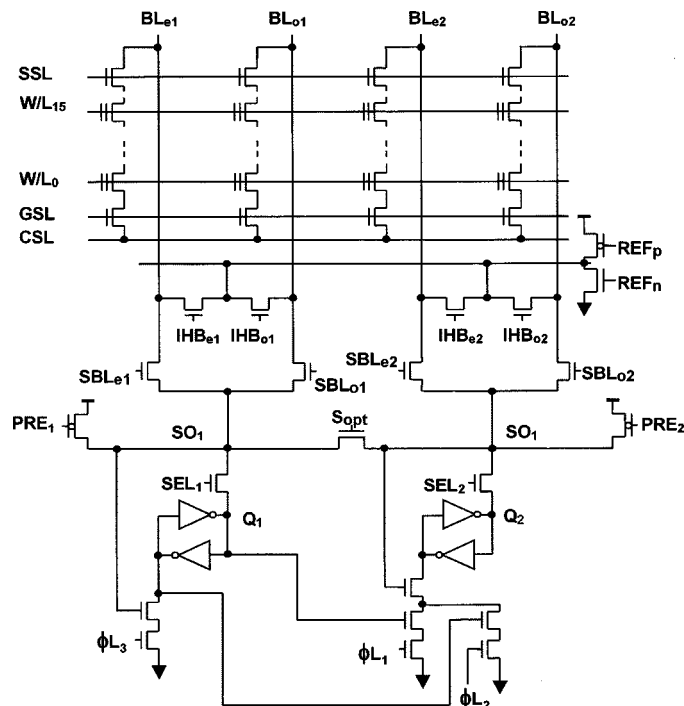 BLe1 BLo1 BLe2 BLo2
SSL
W/L15
W/L0
GSL
CSL
REFp
REFn
IHBe1 IHBo1 IHBe2 IHBo2
SBLe1 SBLo1 SBLe2 SBLo2
PRE1 SO1 Sopt SO1 PRE2
SEL1 SEL2
Q1 Q2
ϕL3 ϕL1 ϕL2